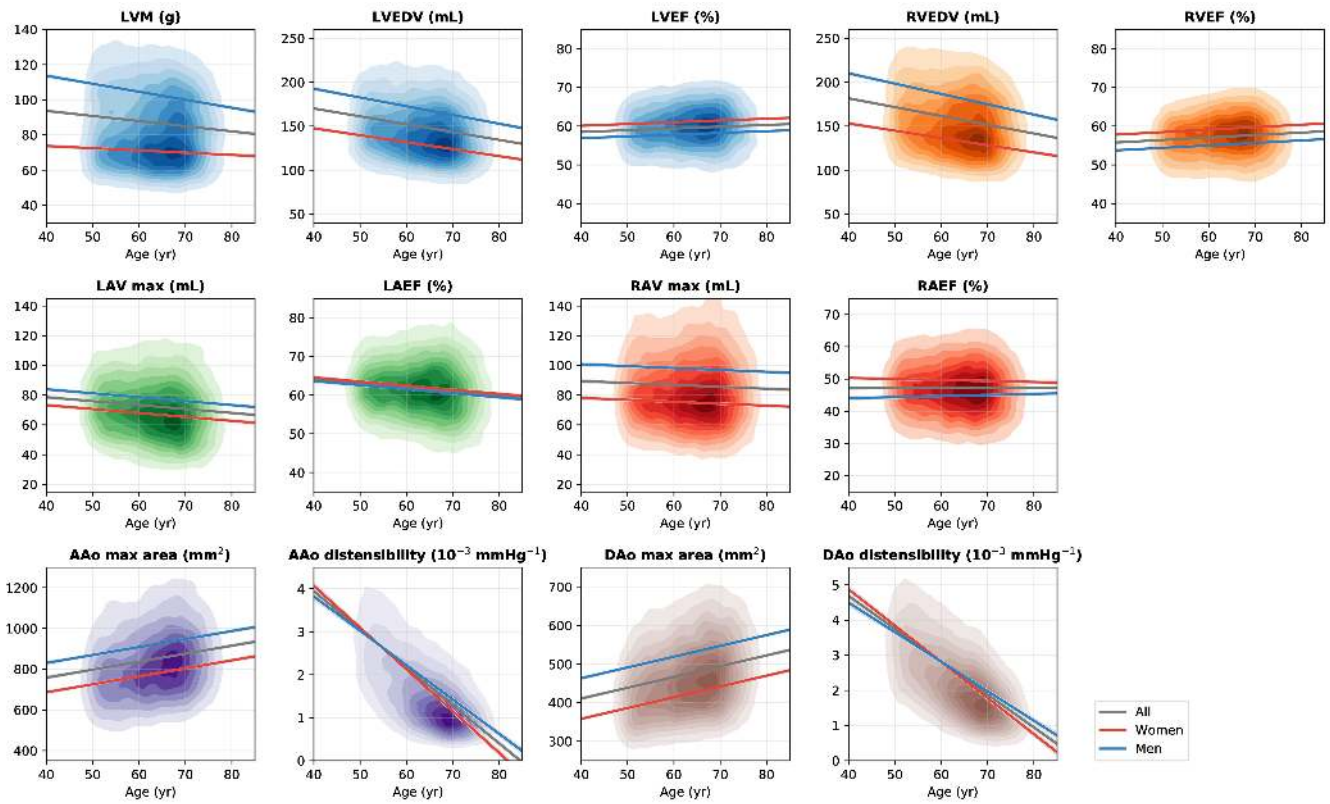 LVM (g) LVEDV (mL) LVEF (%) RVEDV (mL) RVEF (%)
140 250 80 250 80
120 200 70 200 70
100 150 60 150 60
80 100 50 100 50
60 50 40 50 40
40
40 50 60 70 80 40 50 60 70 80 40 50 60 70 80 40 50 60 70 80 40 50 60 70 80
Age (yr) Age (yr) Age (yr) Age (yr) Age (yr)
LAV max (mL) LAEF (%) RAV max (mL) RAEF (%)
140 80 140 70
120 70 120 60
100 60 100 50
80 50 80 40
60 40 60 30
40 40 20
20 20
40 50 60 70 80 40 50 60 70 80 40 50 60 70 80 40 50 60 70 80
Age (yr) Age (yr) Age (yr) Age (yr)
AAo max area (mm²) AAo distensibility (10⁻³ mmHg⁻¹) DAo max area (mm²) DAo distensibility (10⁻³ mmHg⁻¹)
1200 4 700 5
1000 3 600 4
800 2 500 3
600 1 400 2
400 0 300 1
0
40 50 60 70 80 40 50 60 70 80 40 50 60 70 80 40 50 60 70 80
Age (yr) Age (yr) Age (yr) Age (yr)
All
Women
Men